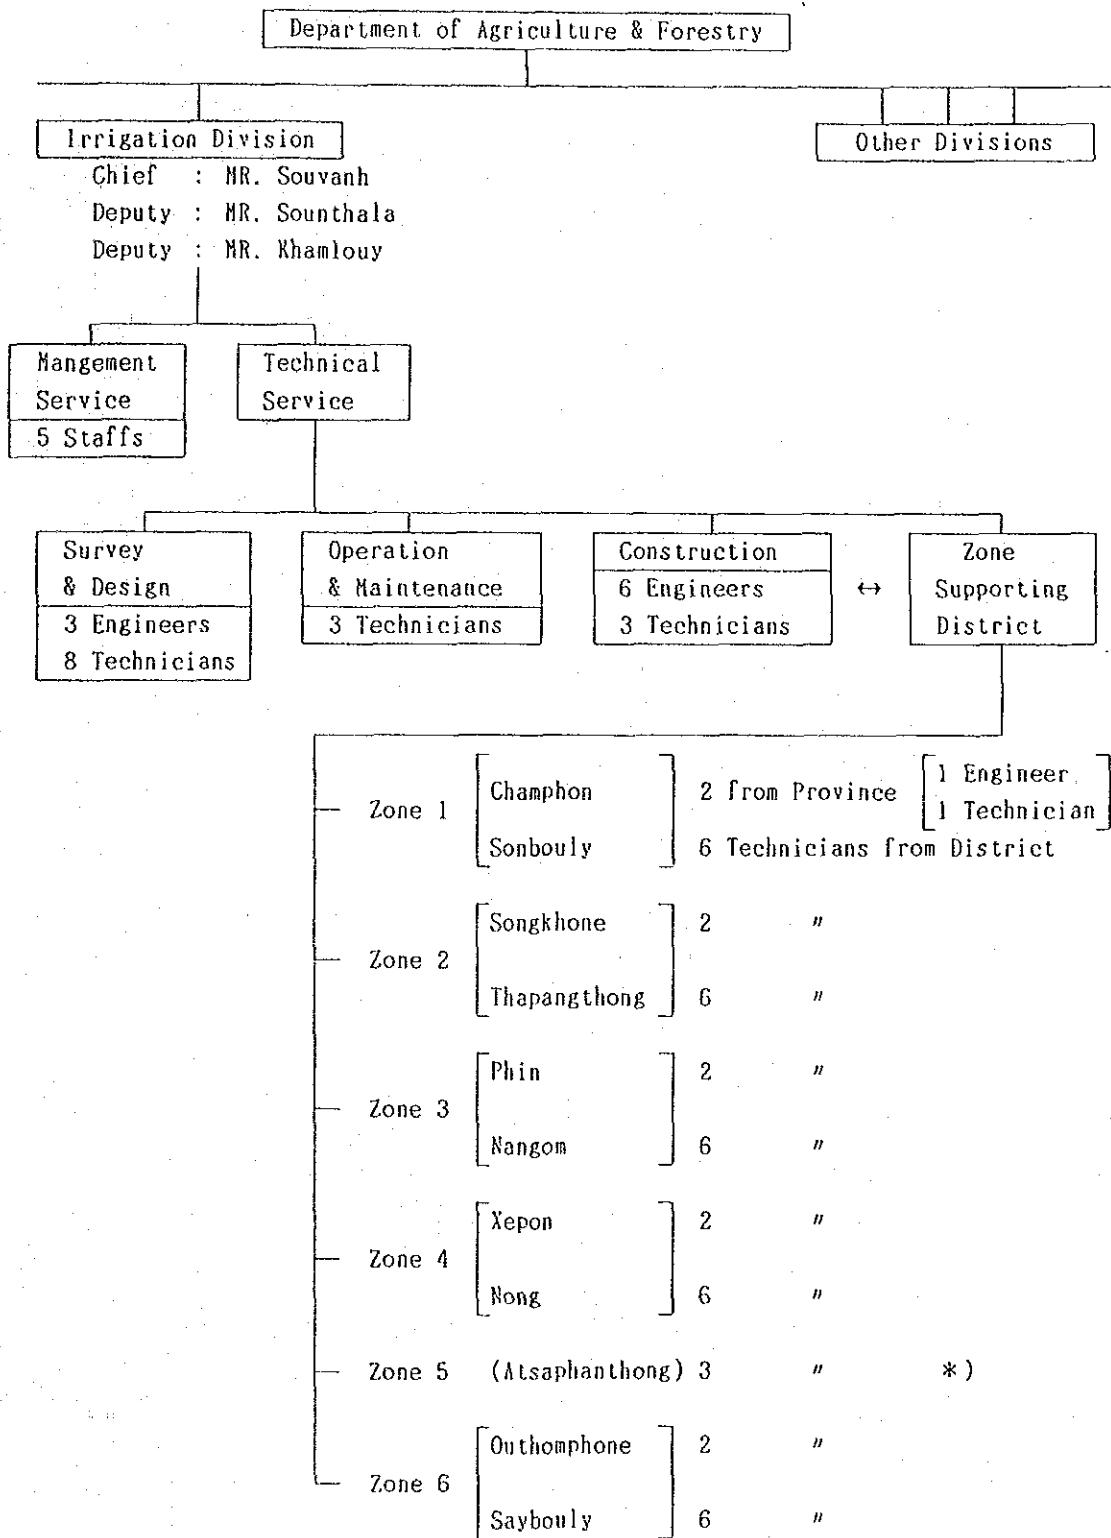 Department of Agriculture & Forestry
Irrigation Division
Other Divisions
Chief : MR. Souvanh
Deputy : MR. Sounthala
Deputy : MR. Khamlouy
Mangement
Service
5 Staffs
Technical
Service
Survey
& Design
3 Engineers
8 Technicians
Operation
& Maintenance
3 Technicians
Construction
6 Engineers
3 Technicians
↔
Zone
Supporting
District
Zone 1
Champhon
Sonbouly
2 from Province
1 Engineer
1 Technician
6 Technicians from District
Zone 2
Songkhone 2 〃
Thapangthong 6 〃
Zone 3
Phin 2 〃
Nangom 6 〃
Zone 4
Xepon 2 〃
Nong 6 〃
Zone 5 (Atsaphanthong) 3 〃 *)
Zone 6
Outhomphone 2 〃
Saybouly 6 〃